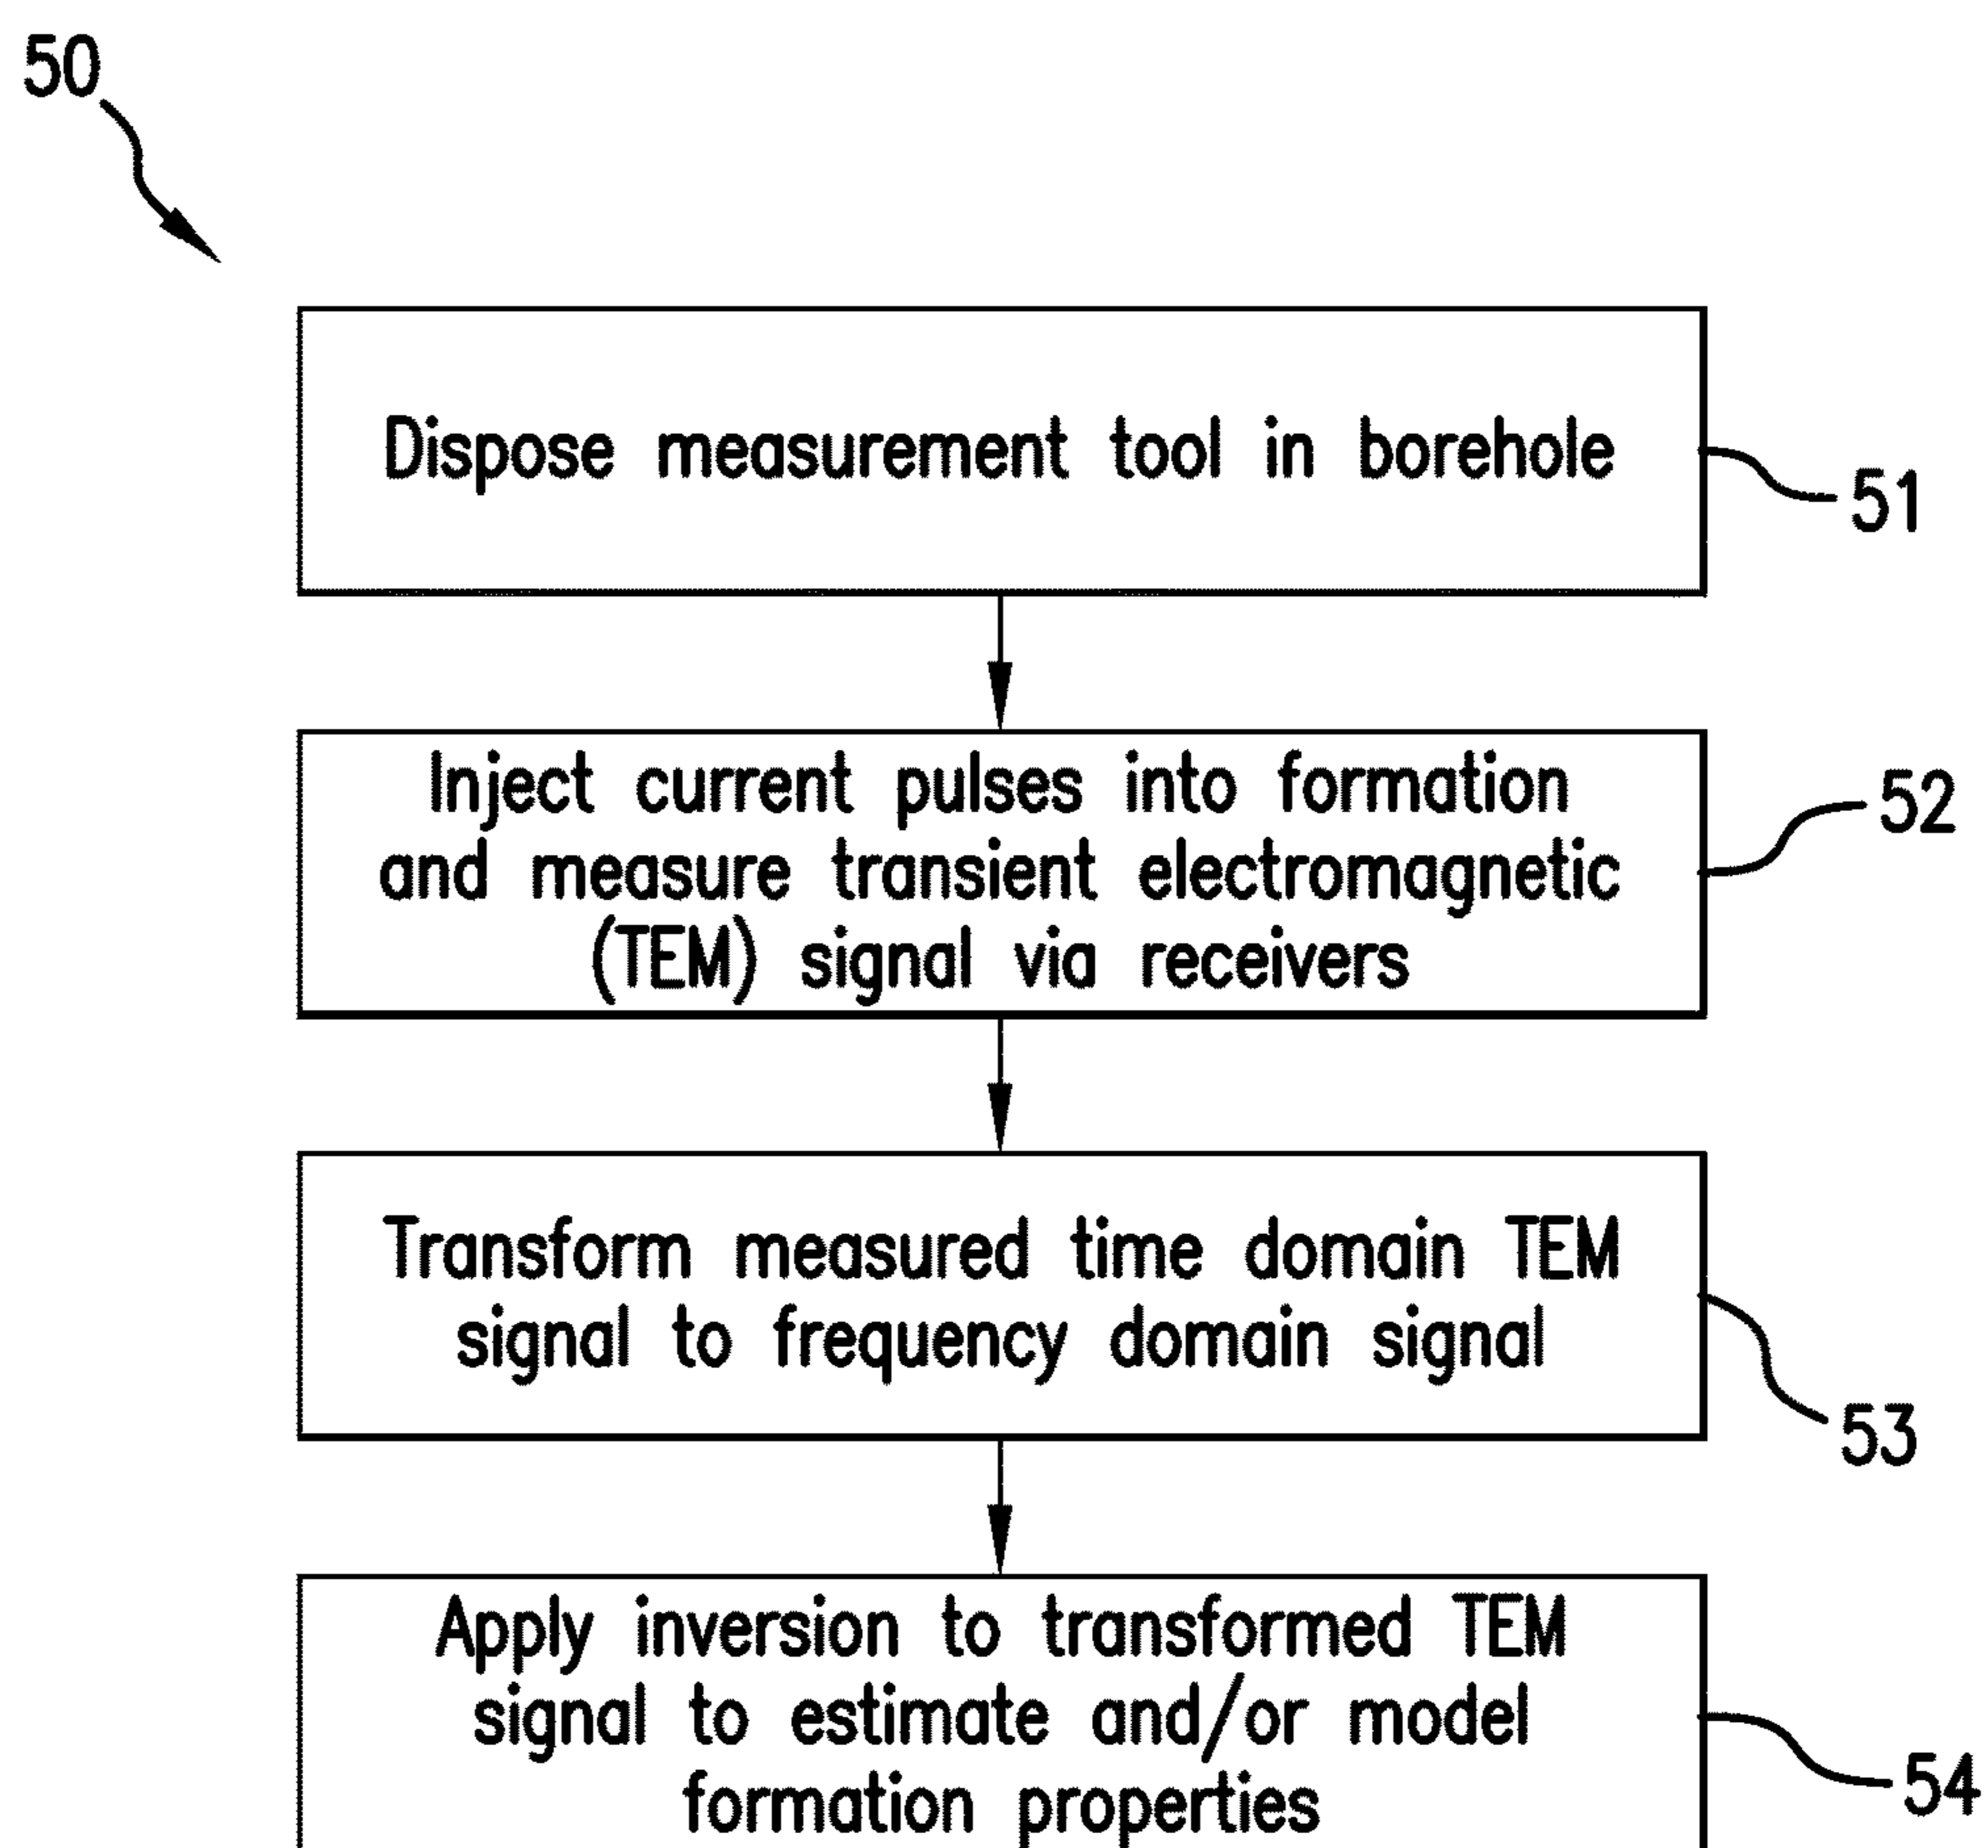 50
Dispose measurement tool in borehole
51
Inject current pulses into formation
and measure transient electromagnetic
(TEM) signal via receivers
52
Transform measured time domain TEM
signal to frequency domain signal
53
Apply inversion to transformed TEM
signal to estimate and/or model
formation properties
54